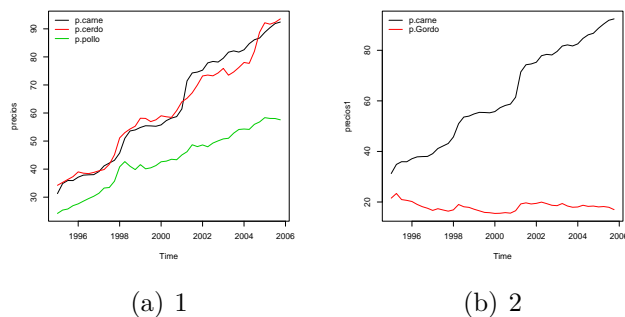 p.carne
p.cerdo
p.pollo
precios
90
80
70
60
50
40
30
1996 1998 2000 2002 2004 2006
Time
(a) 1
p.carne
p.Gordo
precios1
80
60
40
20
1996 1998 2000 2002 2004 2006
Time
(b) 2